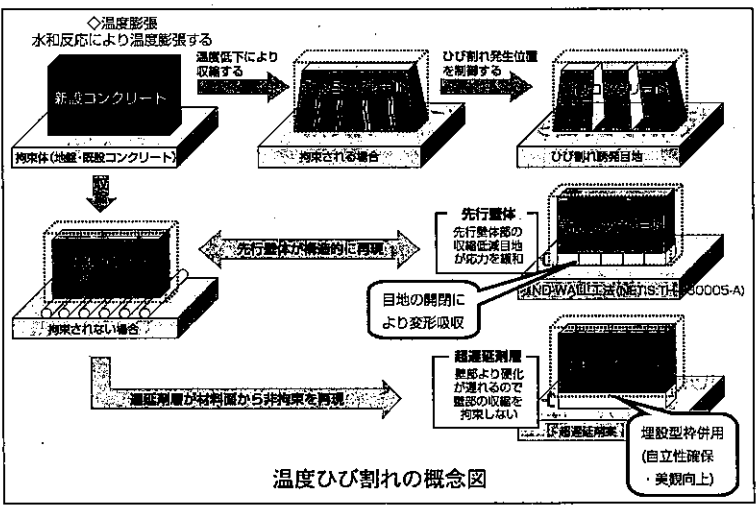 ◇温度膨張
水和反応により温度膨張する
新設コンクリート
拘束体(地盤・既設コンクリート)
温度低下により
収縮する
拘束される場合
ひび割れ発生位置
を制御する
ひび割れ誘発目地
拘束されない場合
先行壁体が構造的に再現
先行壁体
先行壁体部の
収縮低減目地
が応力を緩和
目地の開閉に
より変形吸収
遅延剤層が材料面から非拘束を再現
超遅延剤層
壁部より硬化
が遅れるので
壁部の収縮を
拘束しない
埋設型枠併用
(自立性確保
・美観向上)
温度ひび割れの概念図